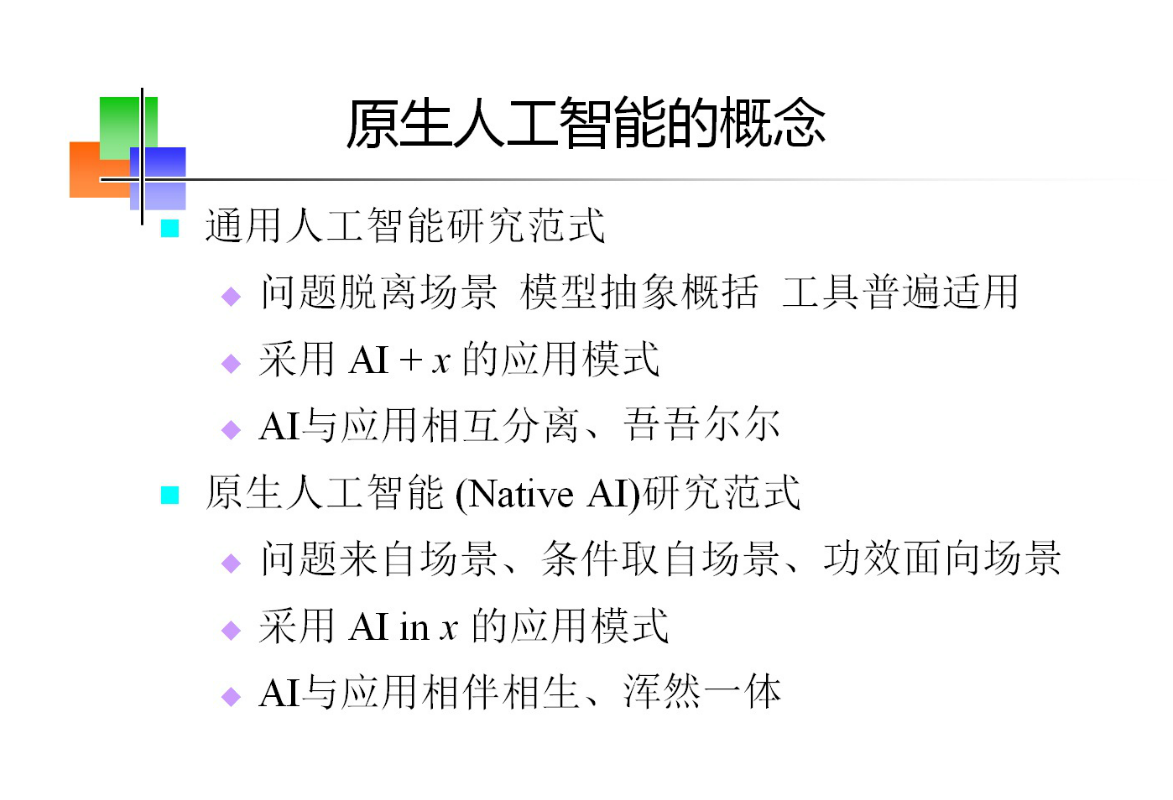 原生人工智能的概念
通用人工智能研究范式
问题脱离场景 模型抽象概括 工具普遍适用
采用 AI + x 的应用模式
AI与应用相互分离、吾吾尔尔
原生人工智能 (Native AI)研究范式
问题来自场景、条件取自场景、功效面向场景
采用 AI in x 的应用模式
AI与应用相伴相生、浑然一体